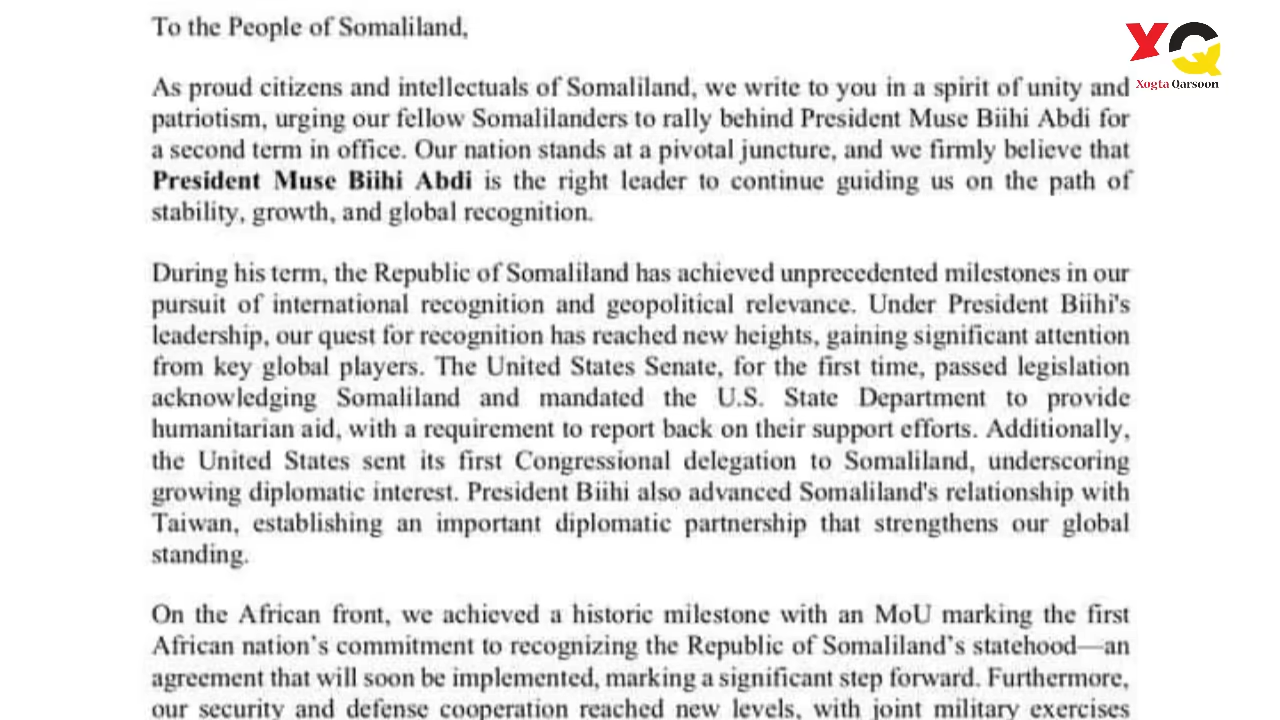 To the People of Somaliland,
As proud citizens and intellectuals of Somaliland, we write to you in a spirit of unity and
patriotism, urging our fellow Somalilanders to rally behind President Muse Biihi Abdi for
a second term in office. Our nation stands at a pivotal juncture, and we firmly believe that
President Muse Biihi Abdi is the right leader to continue guiding us on the path of
stability, growth, and global recognition.
During his term, the Republic of Somaliland has achieved unprecedented milestones in our
pursuit of international recognition and geopolitical relevance. Under President Biihi's
leadership, our quest for recognition has reached new heights, gaining significant attention
from key global players. The United States Senate, for the first time, passed legislation
acknowledging Somaliland and mandated the U.S. State Department to provide
humanitarian aid, with a requirement to report back on their support efforts. Additionally,
the United States sent its first Congressional delegation to Somaliland, underscoring
growing diplomatic interest. President Biihi also advanced Somaliland's relationship with
Taiwan, establishing an important diplomatic partnership that strengthens our global
standing.
On the African front, we achieved a historic milestone with an MoU marking the first
African nation’s commitment to recognizing the Republic of Somaliland’s statehood—an
agreement that will soon be implemented, marking a significant step forward. Furthermore,
our security and defense cooperation reached new levels, with joint military exercises
XQ
Xogta Qarsoon